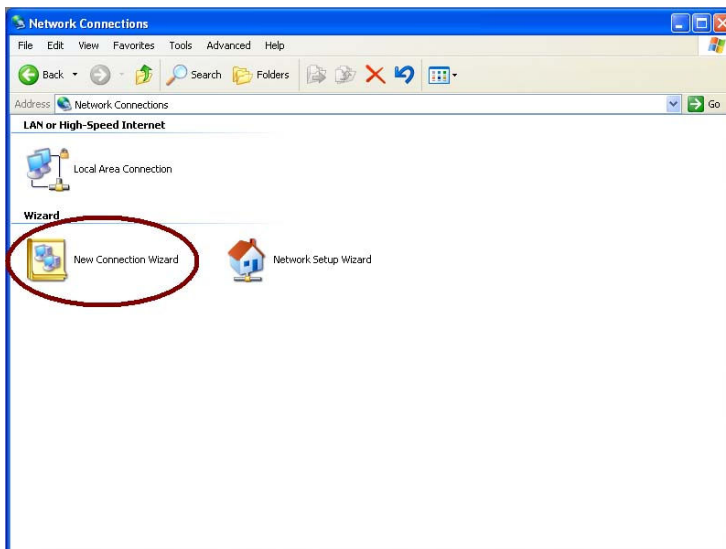 Network Connections
File Edit View Favorites Tools Advanced Help
Back Search Folders
Address Network Connections Go
LAN or High-Speed Internet
Local Area Connection
Wizard
New Connection Wizard Network Setup Wizard